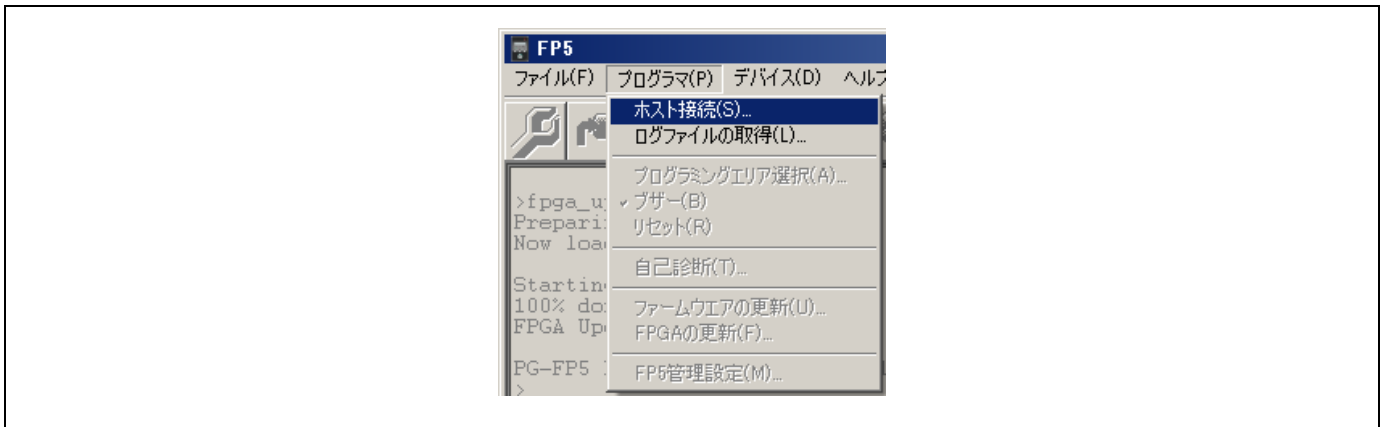 FP5
ファイル(F) プログラマ(P) デバイス(D)
ホスト接続(S)...
ログファイルの取得(L)...
プログラミングエリア選択(A)...
ブザー(B)
リセット(R)
自己診断(T)...
ファームウエアの更新(U)...
FPGAの更新(F)...
FP5管理設定(M)...
>fpga_u
Prepari
Now loa
Startin
100% do
FPGA Up
PG-FP5
>